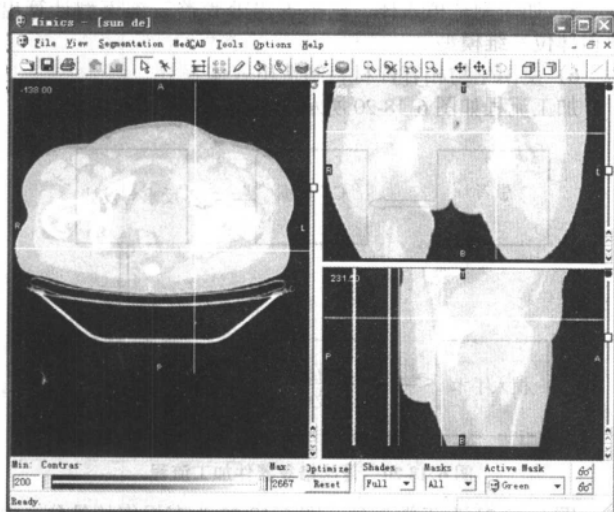 Mimics - [sun de]
File View Segmentation MedCAD Tools Options Help
-138.00
A
R
L
P
T
R
L
B
231.50
T
P
A
B
Min: Contras Max: Optimize Shades Masks Active Mask
200 2667 Reset Full All Green
Ready